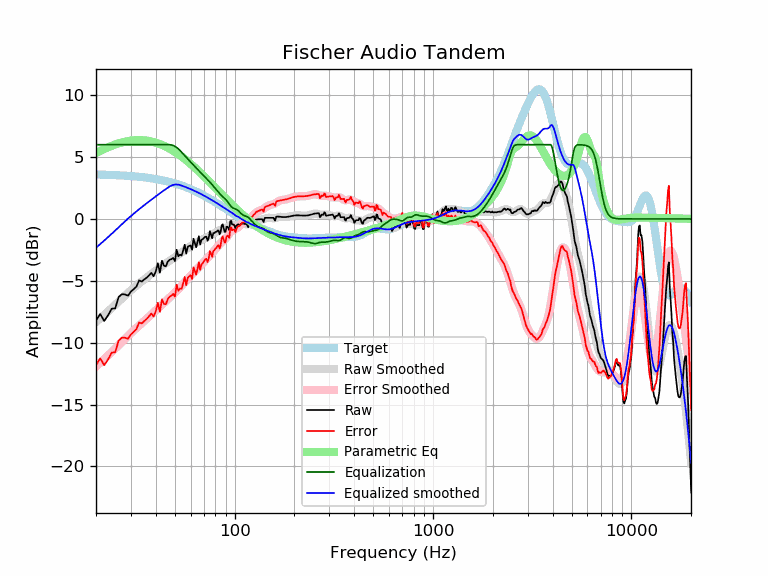 Fischer Audio Tandem
Amplitude (dBr)
10
5
0
−5
−10
−15
−20
Target
Raw Smoothed
Error Smoothed
Raw
Error
Parametric Eq
Equalization
Equalized smoothed
100
1000
10000
Frequency (Hz)